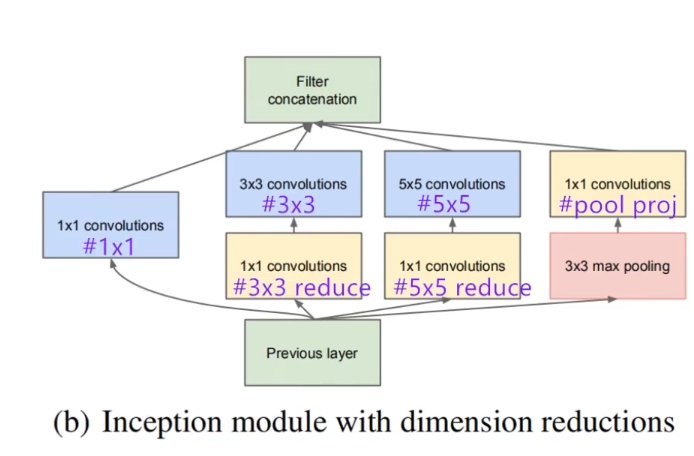 Filter
concatenation
3x3 convolutions
#3x3
5x5 convolutions
#5x5
1x1 convolutions
#pool proj
1x1 convolutions
#1x1
1x1 convolutions
#3x3 reduce
1x1 convolutions
#5x5 reduce
3x3 max pooling
Previous layer
(b) Inception module with dimension reductions